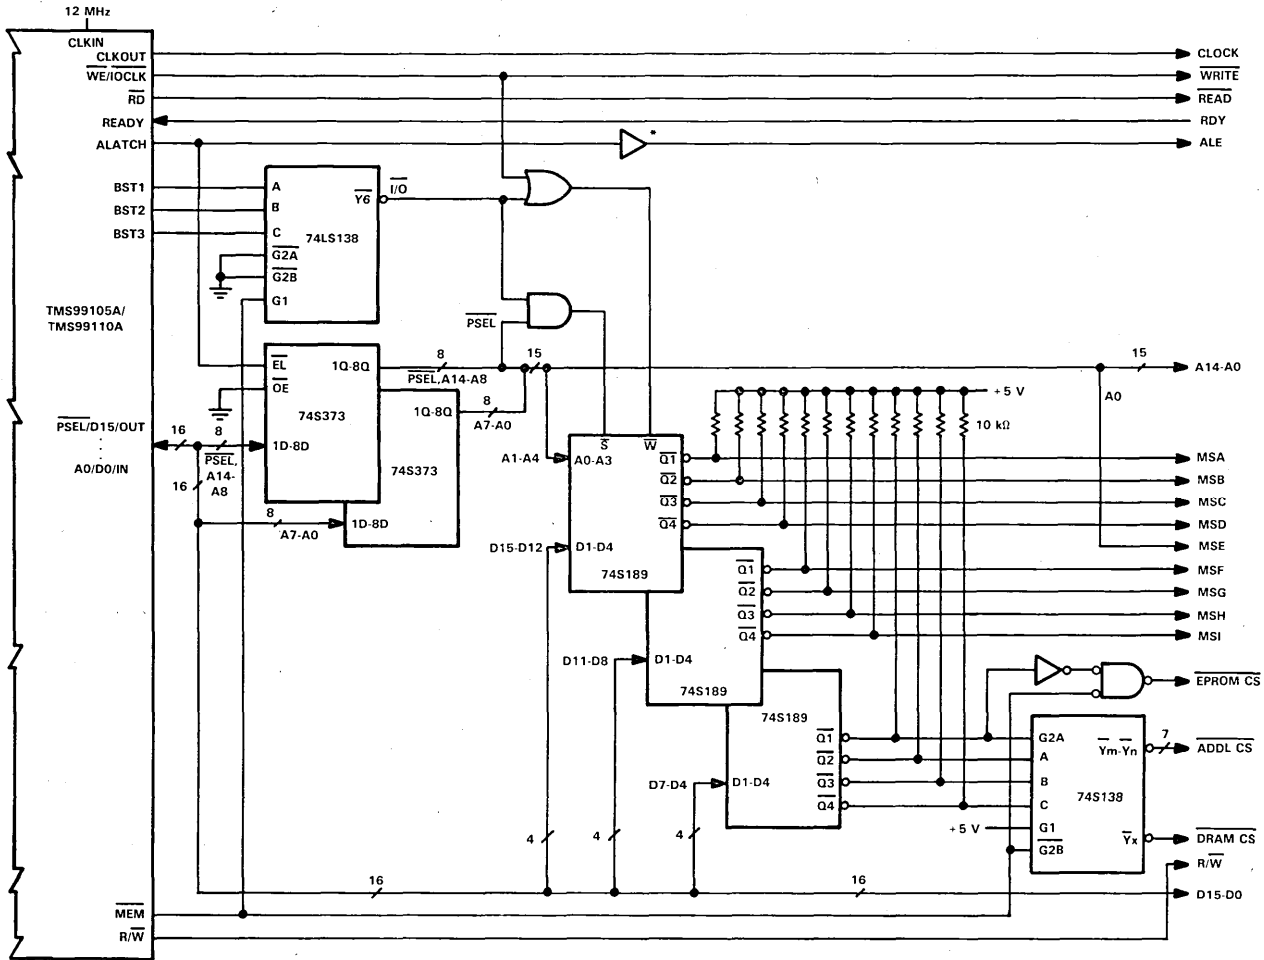 12 MHz
CLKIN
CLKOUT
CLOCK
WE/IOCLK
WRITE
RD
READ
READY
RDY
ALATCH
*
ALE
BST1
A
Y6
I/O
BST2
B
BST3
C
74LS138
G2A
G2B
G1
TMS99105A/
TMS99110A
PSEL
EL
1Q-8Q
8
15
15
A14-A0
PSEL,A14-A8
OE
1Q-8Q
8
A7-A0
+5 V
A0
74S373
10 kΩ
PSEL/D15/OUT
16
8
1D-8D
S
W
PSEL,
A14-
A8
74S373
A1-A4
A0-A3
Q1
MSA
A0/D0/IN
16
Q2
MSB
Q3
MSC
8
1D-8D
Q4
MSD
A7-A0
D15-D12
D1-D4
MSE
74S189
Q1
MSF
Q2
MSG
Q3
MSH
Q4
MSI
D11-D8
D1-D4
74S189
EPROM CS
74S189
Q1
G2A
Ym-Yn
7
ADDL CS
Q2
A
D7-D4
D1-D4
Q3
B
74S138
Q4
C
4
4
4
+5 V
G1
Yx
DRAM CS
G2B
R/W
16
16
D15-D0
MEM
R/W